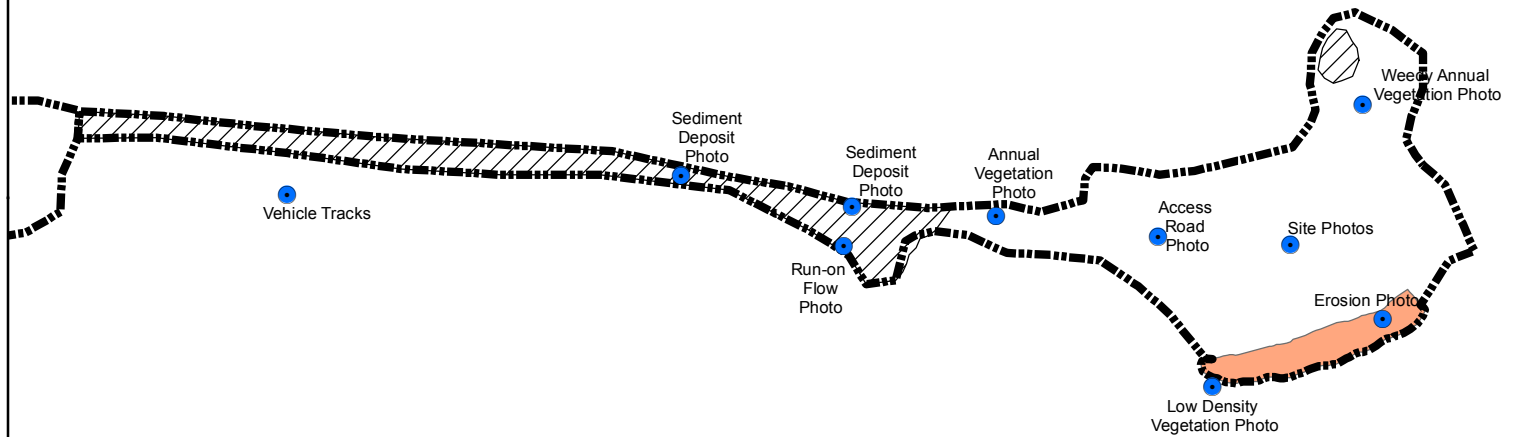 Weedy Annual
Vegetation Photo
Sediment
Deposit
Photo
Sediment
Deposit
Photo
Annual
Vegetation
Photo
Vehicle Tracks
Access
Road
Photo
Site Photos
Run-on
Flow
Photo
Erosion Photo
Low Density
Vegetation Photo